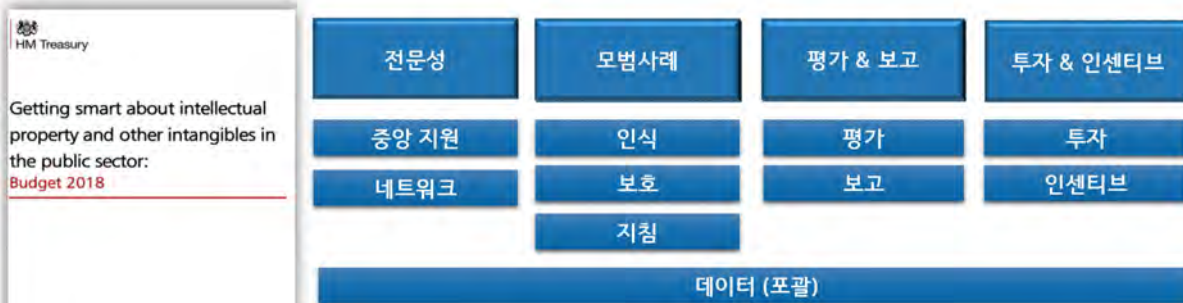 HM Treasury
Getting smart about intellectual
property and other intangibles in
the public sector:
Budget 2018
전문성
모범사례
평가 & 보고
투자 & 인센티브
중앙 지원
인식
평가
투자
네트워크
보호
보고
인센티브
지침
데이터 (포괄)